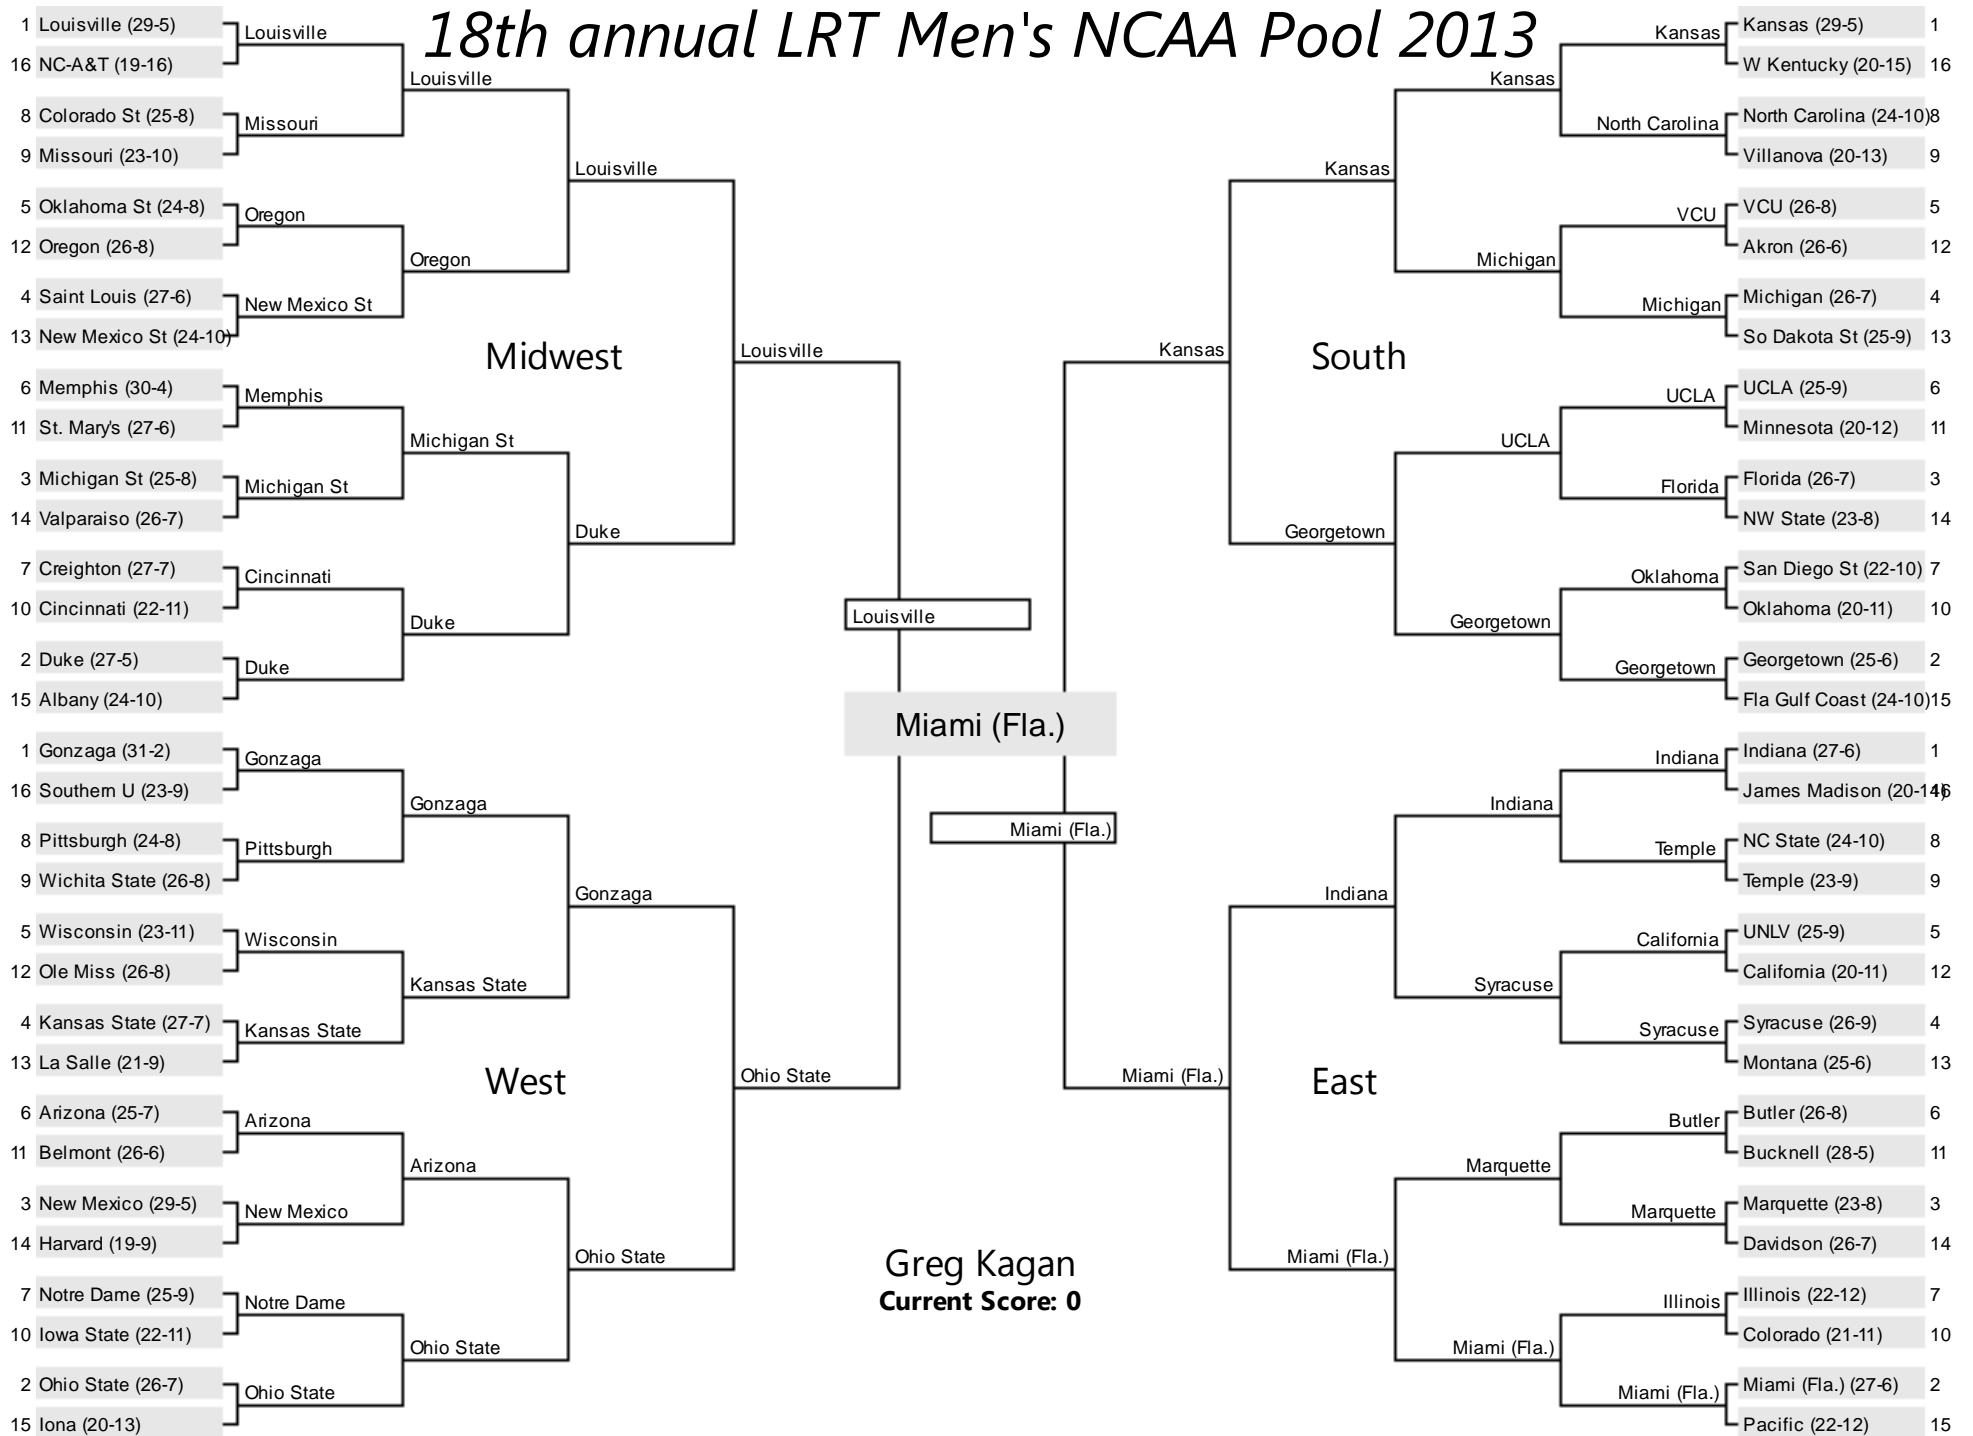 18th annual LRT Men's NCAA Pool 2013
1 Louisville (29-5)
16 NC-A&T (19-16)
8 Colorado St (25-8)
9 Missouri (23-10)
5 Oklahoma St (24-8)
12 Oregon (26-8)
4 Saint Louis (27-6)
13 New Mexico St (24-10)
6 Memphis (30-4)
11 St. Mary's (27-6)
3 Michigan St (25-8)
14 Valparaiso (26-7)
7 Creighton (27-7)
10 Cincinnati (22-11)
2 Duke (27-5)
15 Albany (24-10)
Louisville
Missouri
Oregon
New Mexico St
Memphis
Michigan St
Cincinnati
Duke
Louisville
Oregon
Michigan St
Duke
Louisville
Duke
Midwest
Louisville
1 Gonzaga (31-2)
16 Southern U (23-9)
8 Pittsburgh (24-8)
9 Wichita State (26-8)
5 Wisconsin (23-11)
12 Ole Miss (26-8)
4 Kansas State (27-7)
13 La Salle (21-9)
6 Arizona (25-7)
11 Belmont (26-6)
3 New Mexico (29-5)
14 Harvard (19-9)
7 Notre Dame (25-9)
10 Iowa State (22-11)
2 Ohio State (26-7)
15 Iona (20-13)
Gonzaga
Pittsburgh
Wisconsin
Kansas State
Arizona
New Mexico
Notre Dame
Ohio State
Gonzaga
Kansas State
Arizona
Ohio State
Gonzaga
Ohio State
West
Ohio State
Louisville
Miami (Fla.)
Miami (Fla.)
Greg Kagan
Current Score: 0
Kansas (29-5) 1
W Kentucky (20-15) 16
North Carolina (24-10) 8
Villanova (20-13) 9
VCU (26-8) 5
Akron (26-6) 12
Michigan (26-7) 4
So Dakota St (25-9) 13
UCLA (25-9) 6
Minnesota (20-12) 11
Florida (26-7) 3
NW State (23-8) 14
San Diego St (22-10) 7
Oklahoma (20-11) 10
Georgetown (25-6) 2
Fla Gulf Coast (24-10) 15
Kansas
North Carolina
VCU
Michigan
UCLA
Florida
Oklahoma
Georgetown
Kansas
Michigan
UCLA
Georgetown
Kansas
Georgetown
South
Kansas
Indiana (27-6) 1
James Madison (20-14) 16
NC State (24-10) 8
Temple (23-9) 9
UNLV (25-9) 5
California (20-11) 12
Syracuse (26-9) 4
Montana (25-6) 13
Butler (26-8) 6
Bucknell (28-5) 11
Marquette (23-8) 3
Davidson (26-7) 14
Illinois (22-12) 7
Colorado (21-11) 10
Miami (Fla.) (27-6) 2
Pacific (22-12) 15
Indiana
Temple
California
Syracuse
Butler
Marquette
Illinois
Miami (Fla.)
Indiana
Syracuse
Marquette
Miami (Fla.)
Indiana
Miami (Fla.)
East
Miami (Fla.)